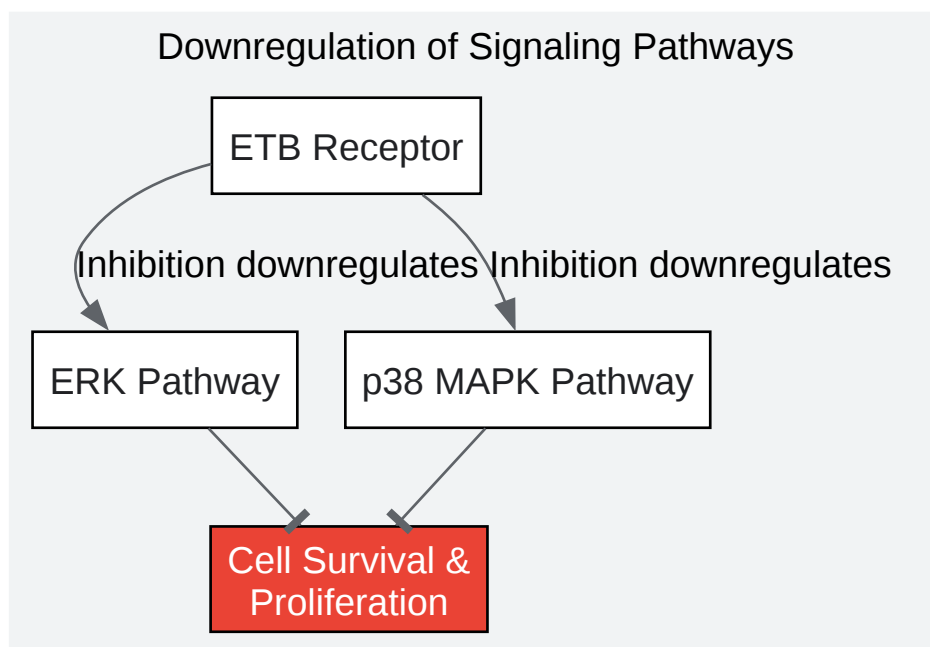 Downregulation of Signaling Pathways
ETB Receptor
Inhibition downregulates
Inhibition downregulates
ERK Pathway
p38 MAPK Pathway
Cell Survival &
Proliferation